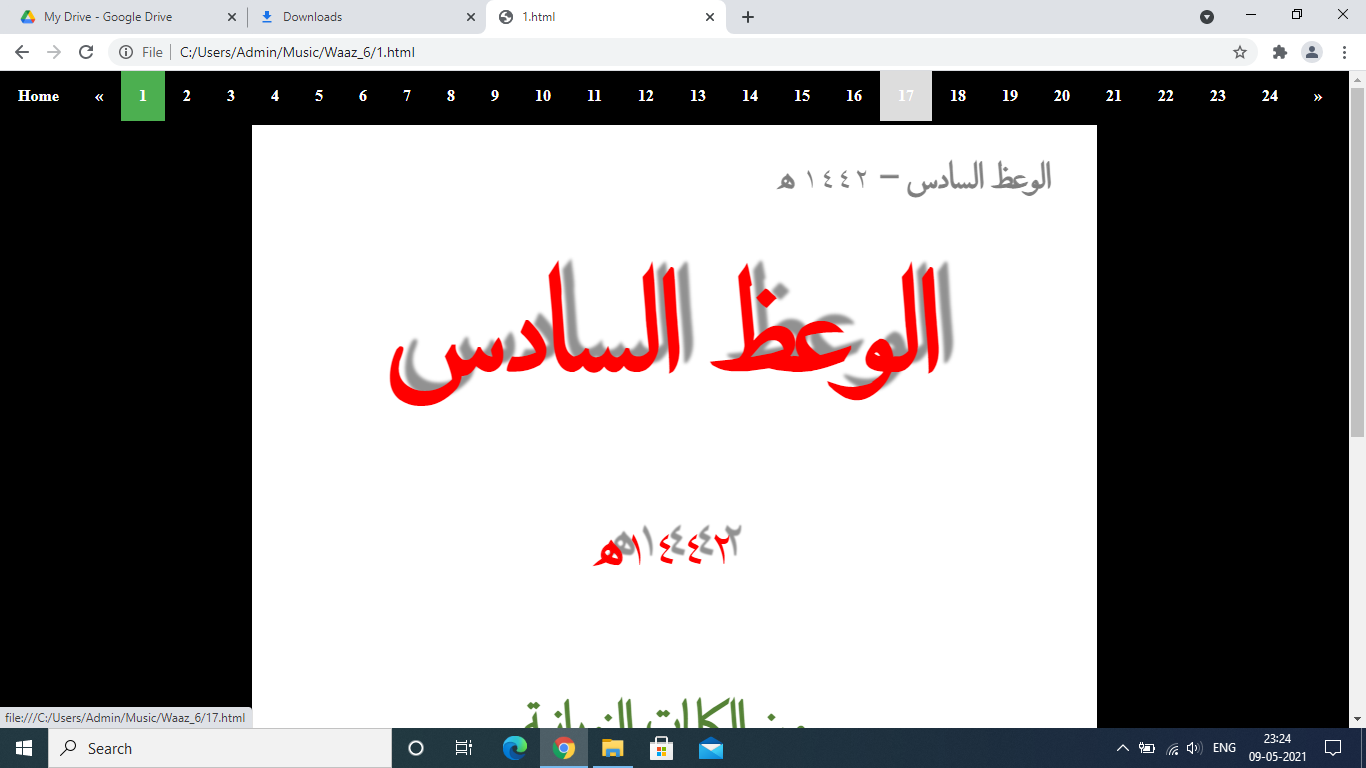 My Drive - Google Drive
Downloads
1.html
File
C:/Users/Admin/Music/Waaz_6/1.html
Home « 1 2 3 4 5 6 7 8 9 10 11 12 13 14 15 16 17 18 19 20 21 22 23 24 »
الوعظ السادس – ١٤٤٢ ه
الوعظ السادس
١٤٤٢ه
file:///C:/Users/Admin/Music/Waaz_6/17.html
Search
ENG
23:24
09-05-2021